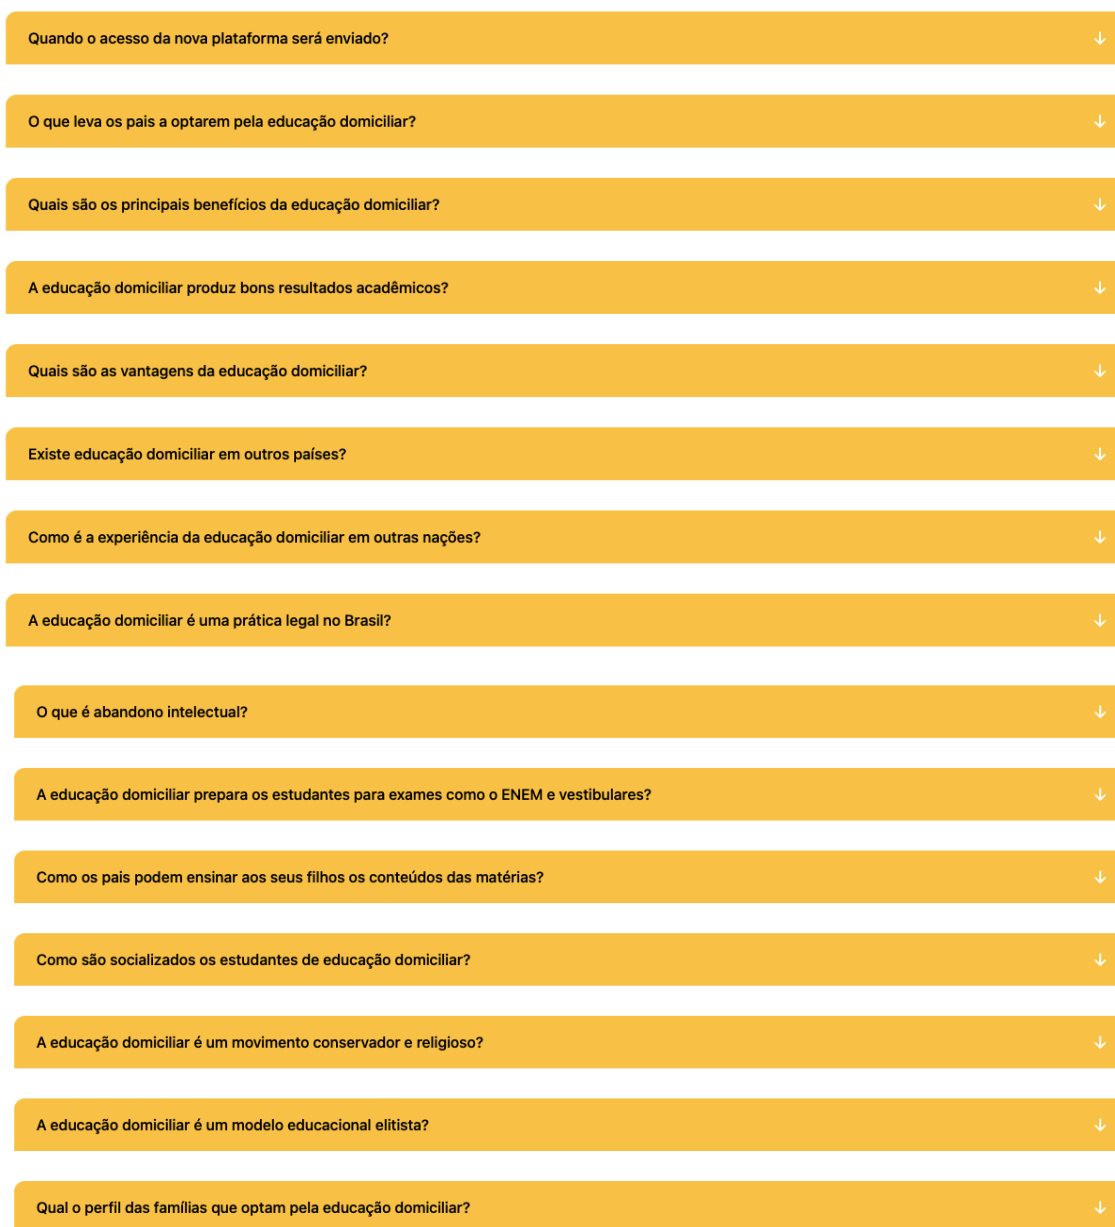 Quando o acesso da nova plataforma será enviado?
O que leva os pais a optarem pela educação domiciliar?
Quais são os principais benefícios da educação domiciliar?
A educação domiciliar produz bons resultados acadêmicos?
Quais são as vantagens da educação domiciliar?
Existe educação domiciliar em outros países?
Como é a experiência da educação domiciliar em outras nações?
A educação domiciliar é uma prática legal no Brasil?
O que é abandono intelectual?
A educação domiciliar prepara os estudantes para exames como o ENEM e vestibulares?
Como os pais podem ensinar aos seus filhos os conteúdos das matérias?
Como são socializados os estudantes de educação domiciliar?
A educação domiciliar é um movimento conservador e religioso?
A educação domiciliar é um modelo educacional elitista?
Qual o perfil das famílias que optam pela educação domiciliar?